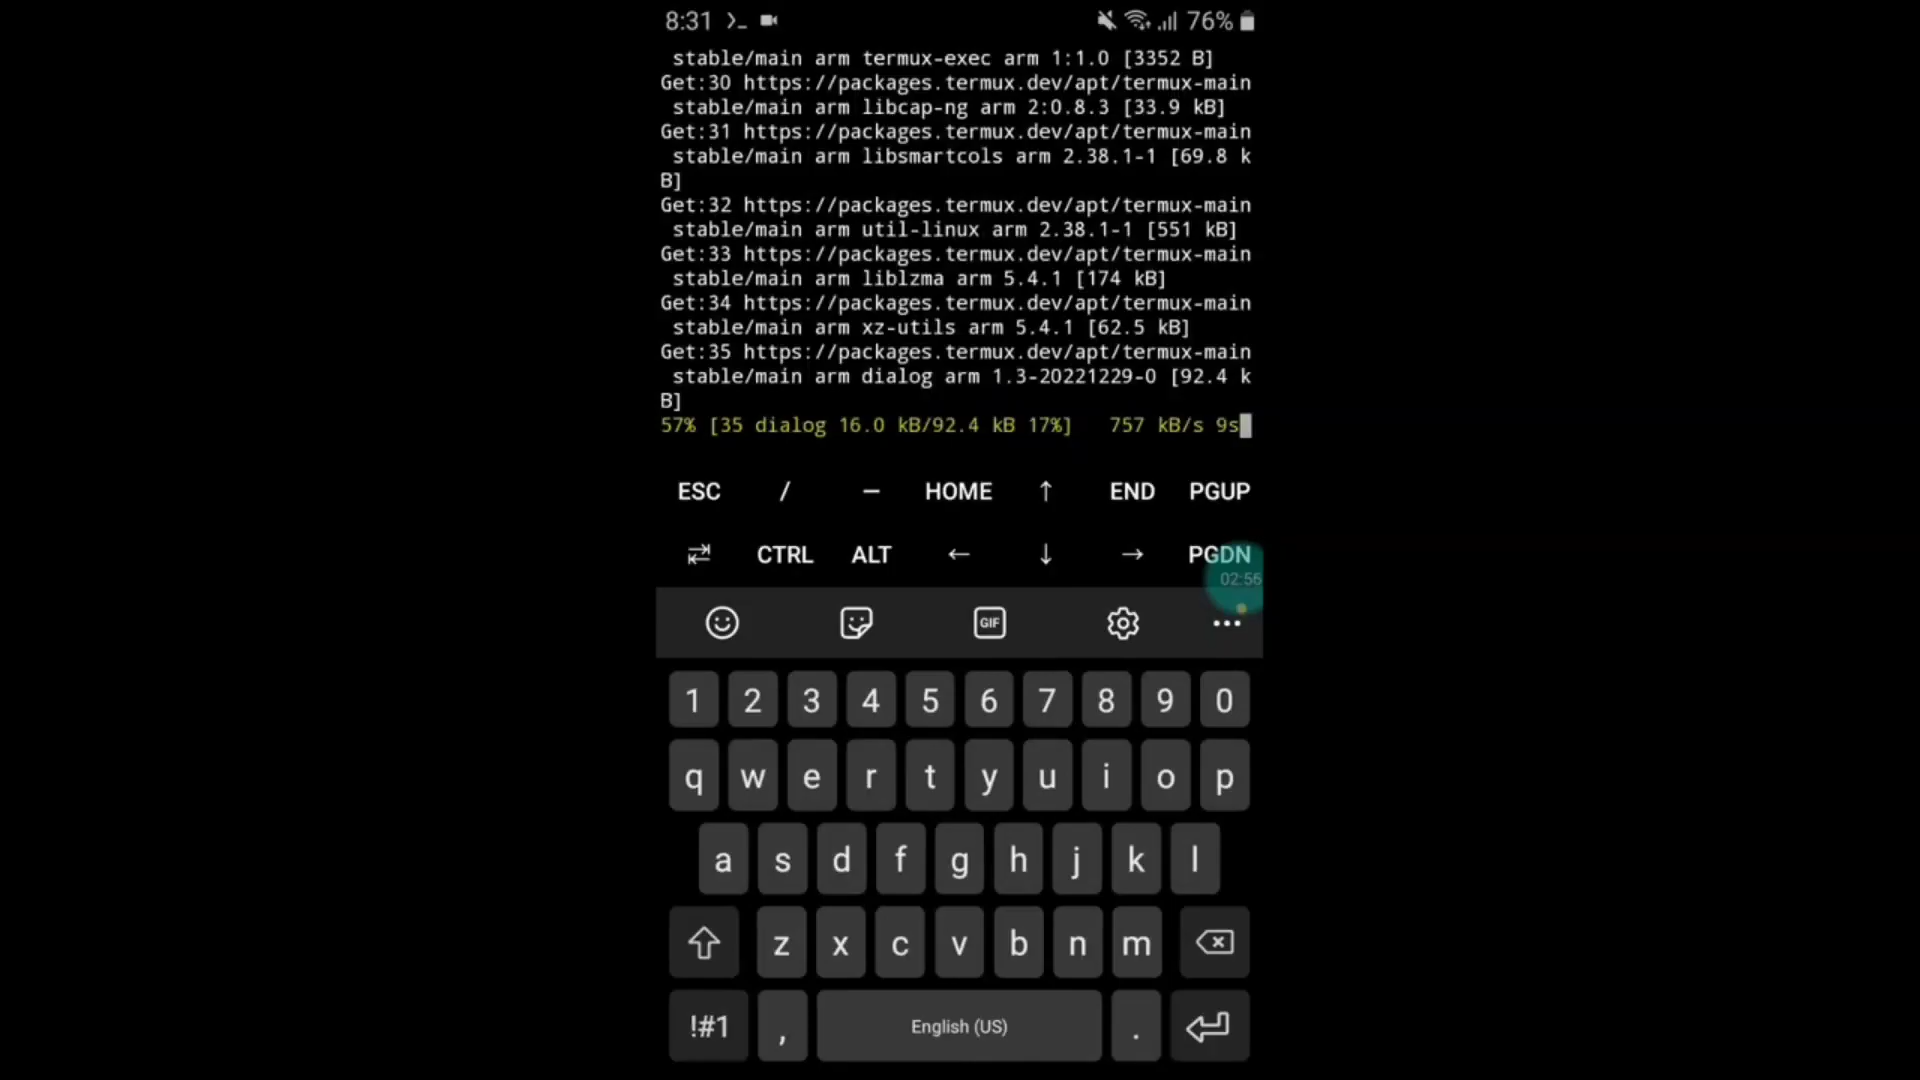 8:31 76%
stable/main arm termux-exec arm 1:1.0 [3352 B]
Get:30 https://packages.termux.dev/apt/termux-main
stable/main arm libcap-ng arm 2:0.8.3 [33.9 kB]
Get:31 https://packages.termux.dev/apt/termux-main
stable/main arm libsmartcols arm 2.38.1-1 [69.8 k
B]
Get:32 https://packages.termux.dev/apt/termux-main
stable/main arm util-linux arm 2.38.1-1 [551 kB]
Get:33 https://packages.termux.dev/apt/termux-main
stable/main arm liblzma arm 5.4.1 [174 kB]
Get:34 https://packages.termux.dev/apt/termux-main
stable/main arm xz-utils arm 5.4.1 [62.5 kB]
Get:35 https://packages.termux.dev/apt/termux-main
stable/main arm dialog arm 1.3-20221229-0 [92.4 k
B]
57% [35 dialog 16.0 kB/92.4 kB 17%] 757 kB/s 9s
ESC / — HOME ↑ END PGUP
CTRL ALT ← ↓ → PGDN
02:56
GIF
1 2 3 4 5 6 7 8 9 0
q w e r t y u i o p
a s d f g h j k l
z x c v b n m
!#1 , English (US) .